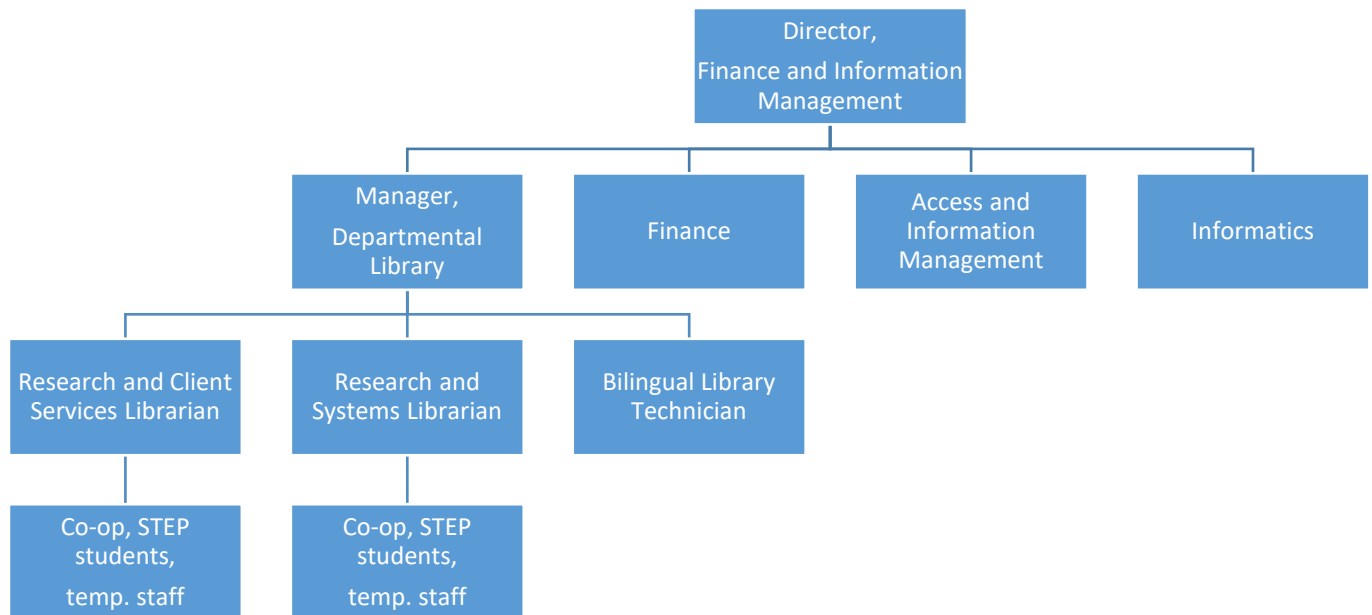 Director,
Finance and Information
Management
Manager,
Departmental
Library
Finance
Access and
Information
Management
Informatics
Research and Client
Services Librarian
Research and
Systems Librarian
Bilingual Library
Technician
Co-op, STEP
students,
temp. staff
Co-op, STEP
students,
temp. staff